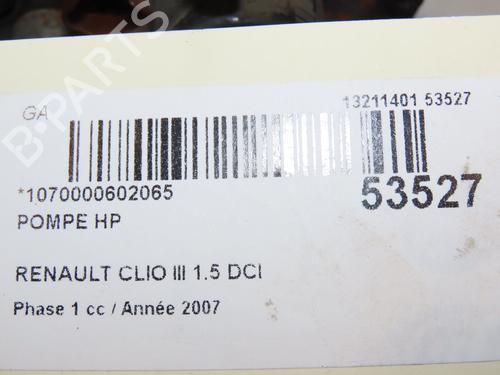 GA
13211401 53527
*1070000602065
53527
POMPE HP
RENAULT CLIO III 1.5 DCI
Phase 1 cc / Année 2007
B-PARTS